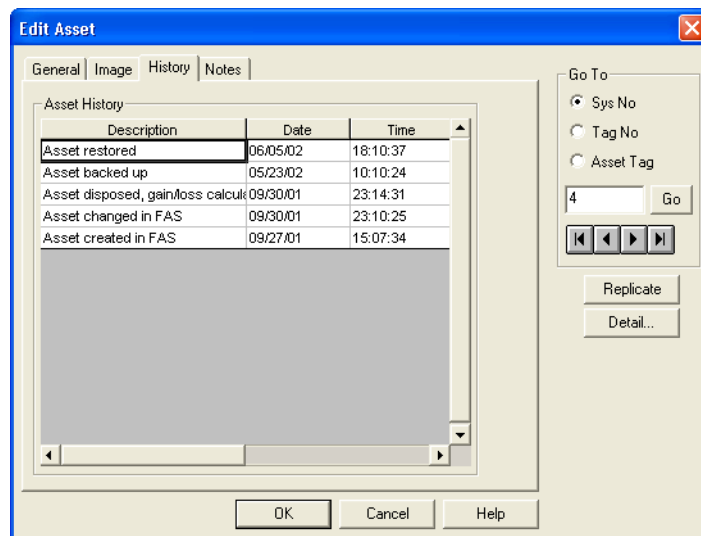 Edit Asset
General Image History Notes
Asset History
Description Date Time
Asset restored 06/05/02 18:10:37
Asset backed up 05/23/02 10:10:24
Asset disposed, gain/loss calcul 09/30/01 23:14:31
Asset changed in FAS 09/30/01 23:10:25
Asset created in FAS 09/27/01 15:07:34
Go To
Sys No
Tag No
Asset Tag
4 Go
Replicate
Detail...
OK Cancel Help